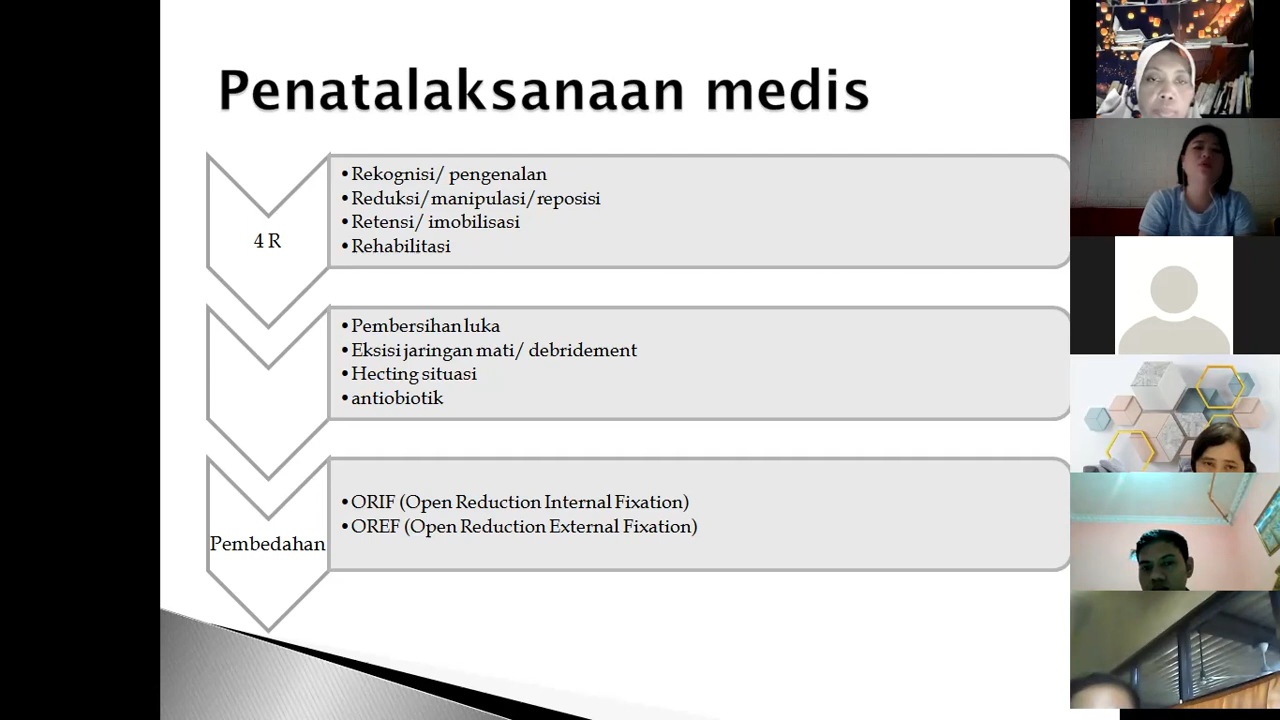 Penatalaksanaan medis
4 R
•Rekognisi/ pengenalan
•Reduksi/manipulasi/reposisi
•Retensi/ imobilisasi
•Rehabilitasi
•Pembersihan luka
•Eksisi jaringan mati/ debridement
•Hecting situasi
•antiobiotik
Pembedahan
•ORIF (Open Reduction Internal Fixation)
•OREF (Open Reduction External Fixation)